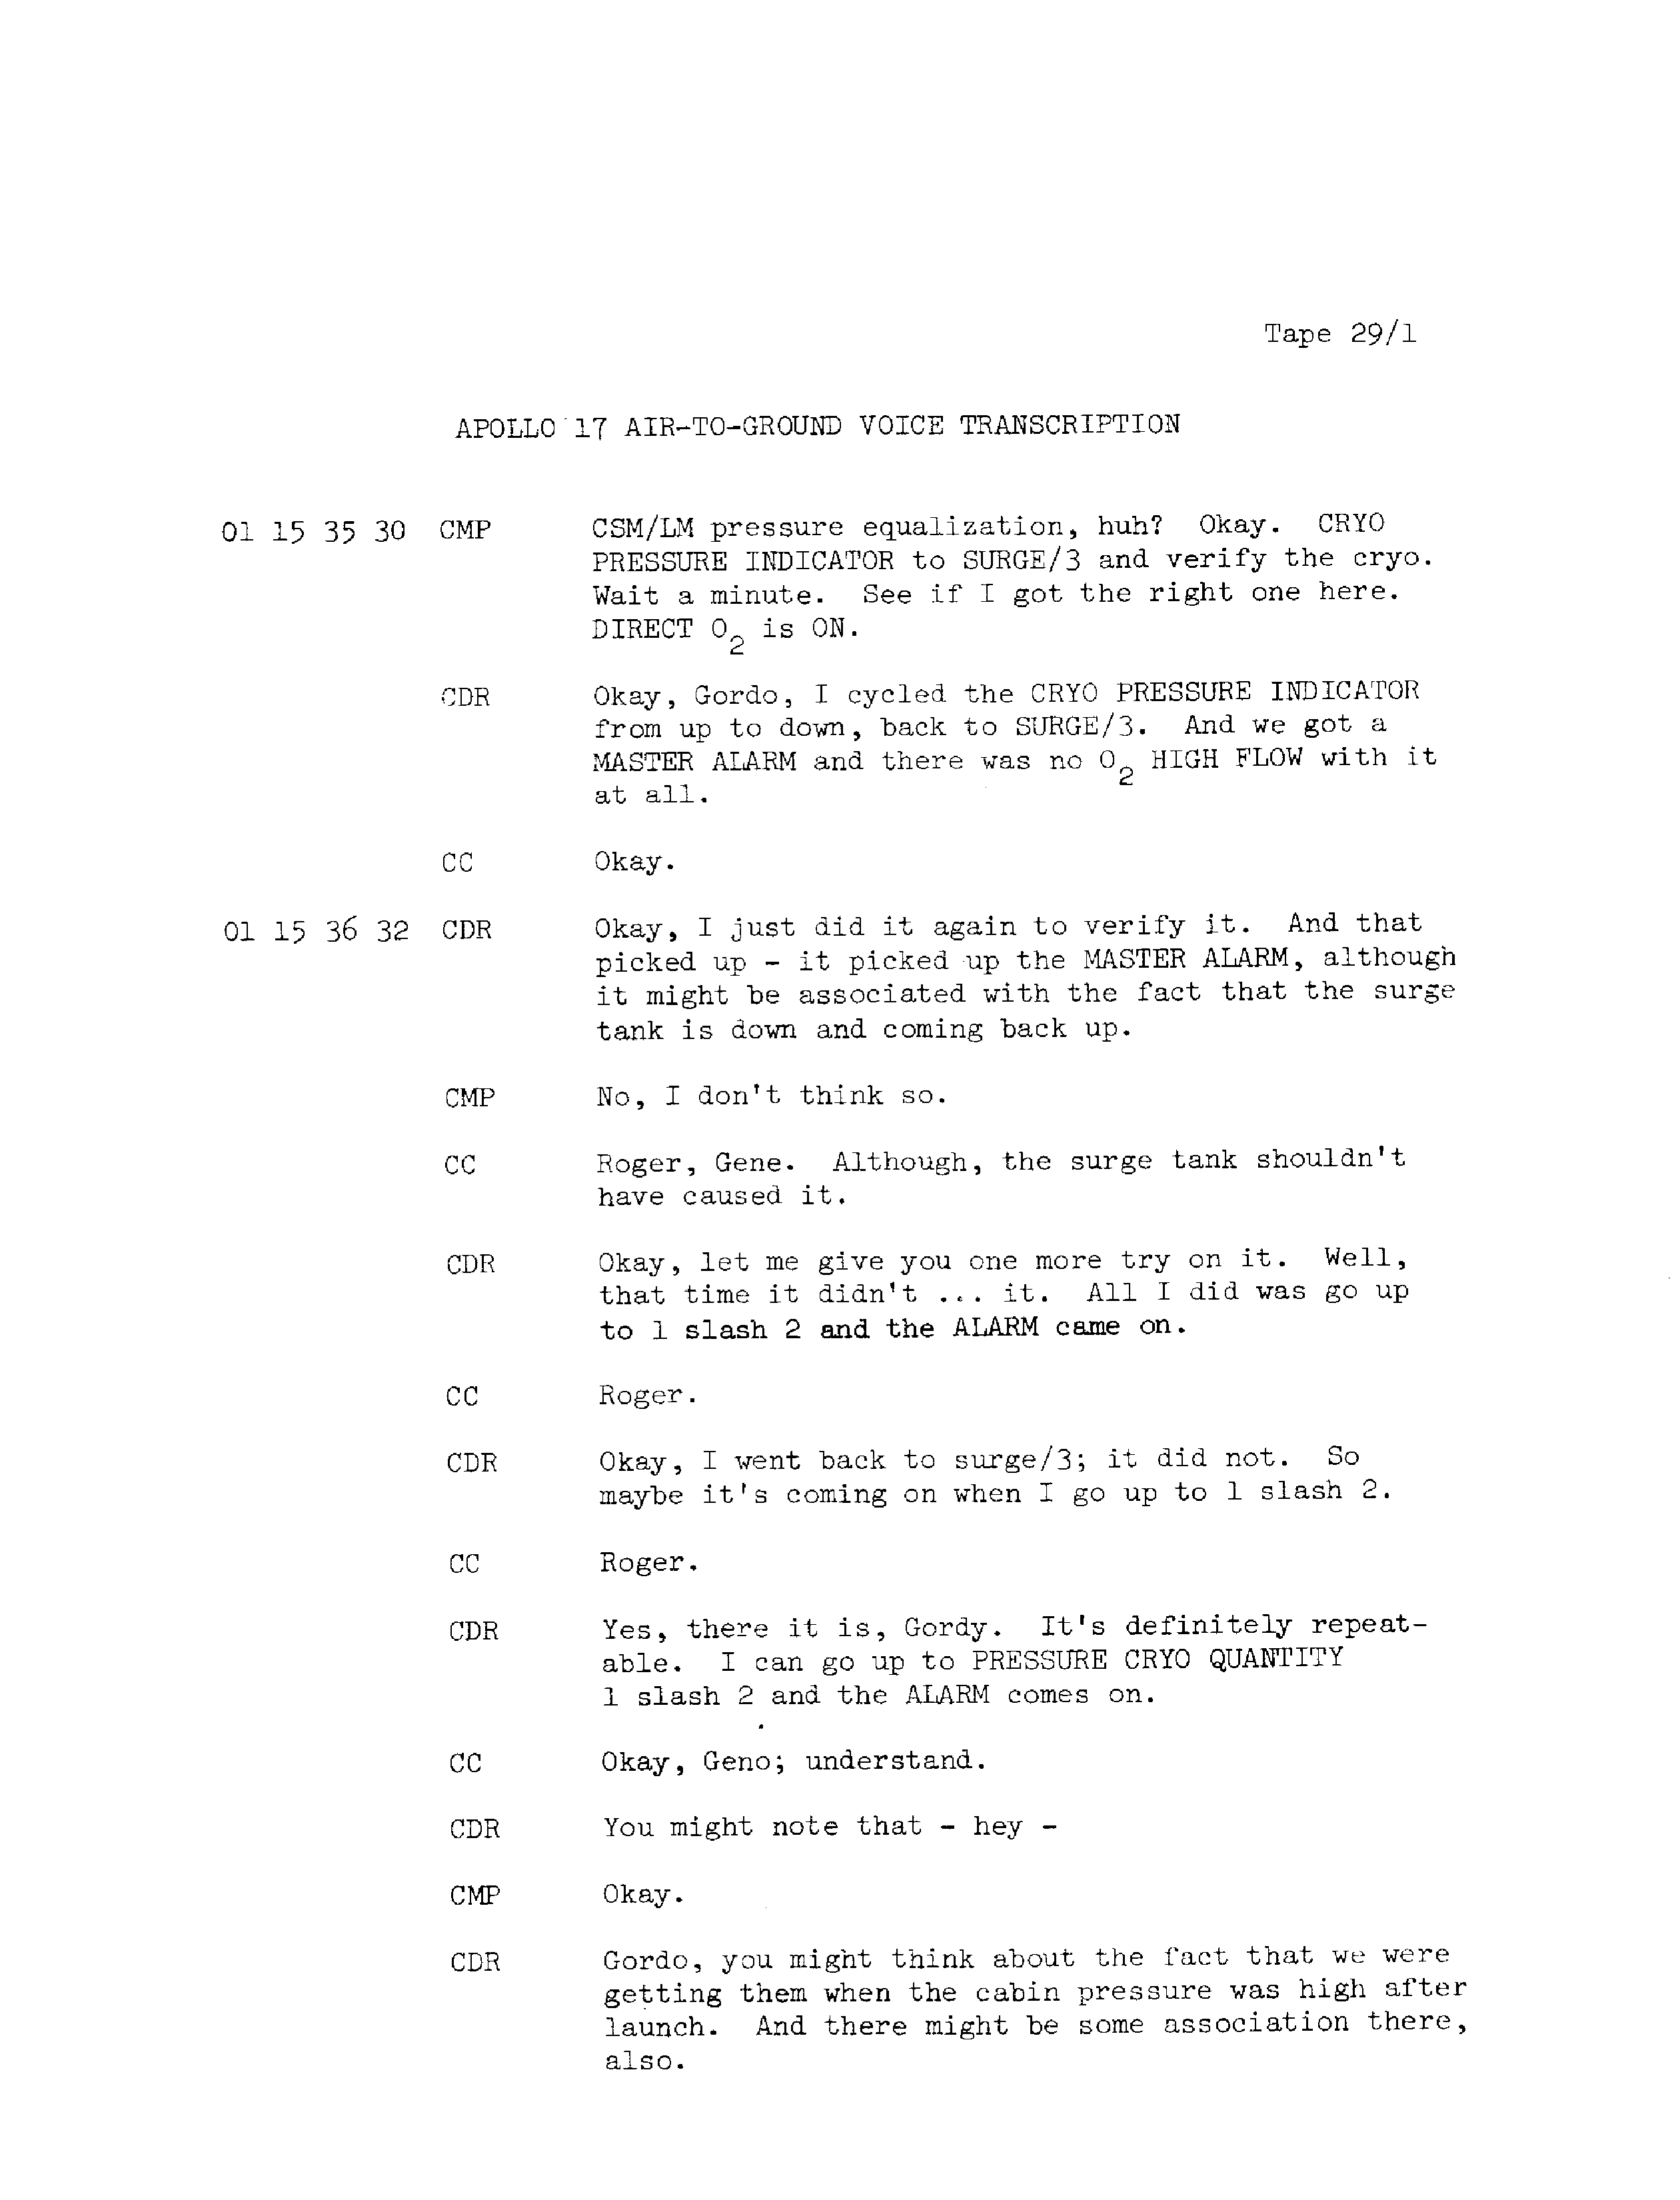 Tape 29/1
APOLLO 17 AIR-TO-GROUND VOICE TRANSCRIPTION
01 15 35 30 CMP CSM/LM pressure equalization, huh? Okay. CRYO
PRESSURE INDICATOR to SURGE/3 and verify the cryo.
Wait a minute. See if I got the right one here.
DIRECT O2 is ON.
CDR Okay, Gordo, I cycled the CRYO PRESSURE INDICATOR
from up to down, back to SURGE/3. And we got a
MASTER ALARM and there was no O2 HIGH FLOW with it
at all.
CC Okay.
01 15 36 32 CDR Okay, I just did it again to verify it. And that
picked up - it picked up the MASTER ALARM, although
it might be associated with the fact that the surge
tank is down and coming back up.
CMP No, I don't think so.
CC Roger, Gene. Although, the surge tank shouldn't
have caused it.
CDR Okay, let me give you one more try on it. Well,
that time it didn't ... it. All I did was go up
to 1 slash 2 and the ALARM came on.
CC Roger.
CDR Okay, I went back to surge/3; it did not. So
maybe it's coming on when I go up to 1 slash 2.
CC Roger.
CDR Yes, there it is, Gordy. It's definitely repeat-
able. I can go up to PRESSURE CRYO QUANTITY
1 slash 2 and the ALARM comes on.
CC Okay, Geno; understand.
CDR You might note that - hey -
CMP Okay.
CDR Gordo, you might think about the fact that we were
getting them when the cabin pressure was high after
launch. And there might be some association there,
also.